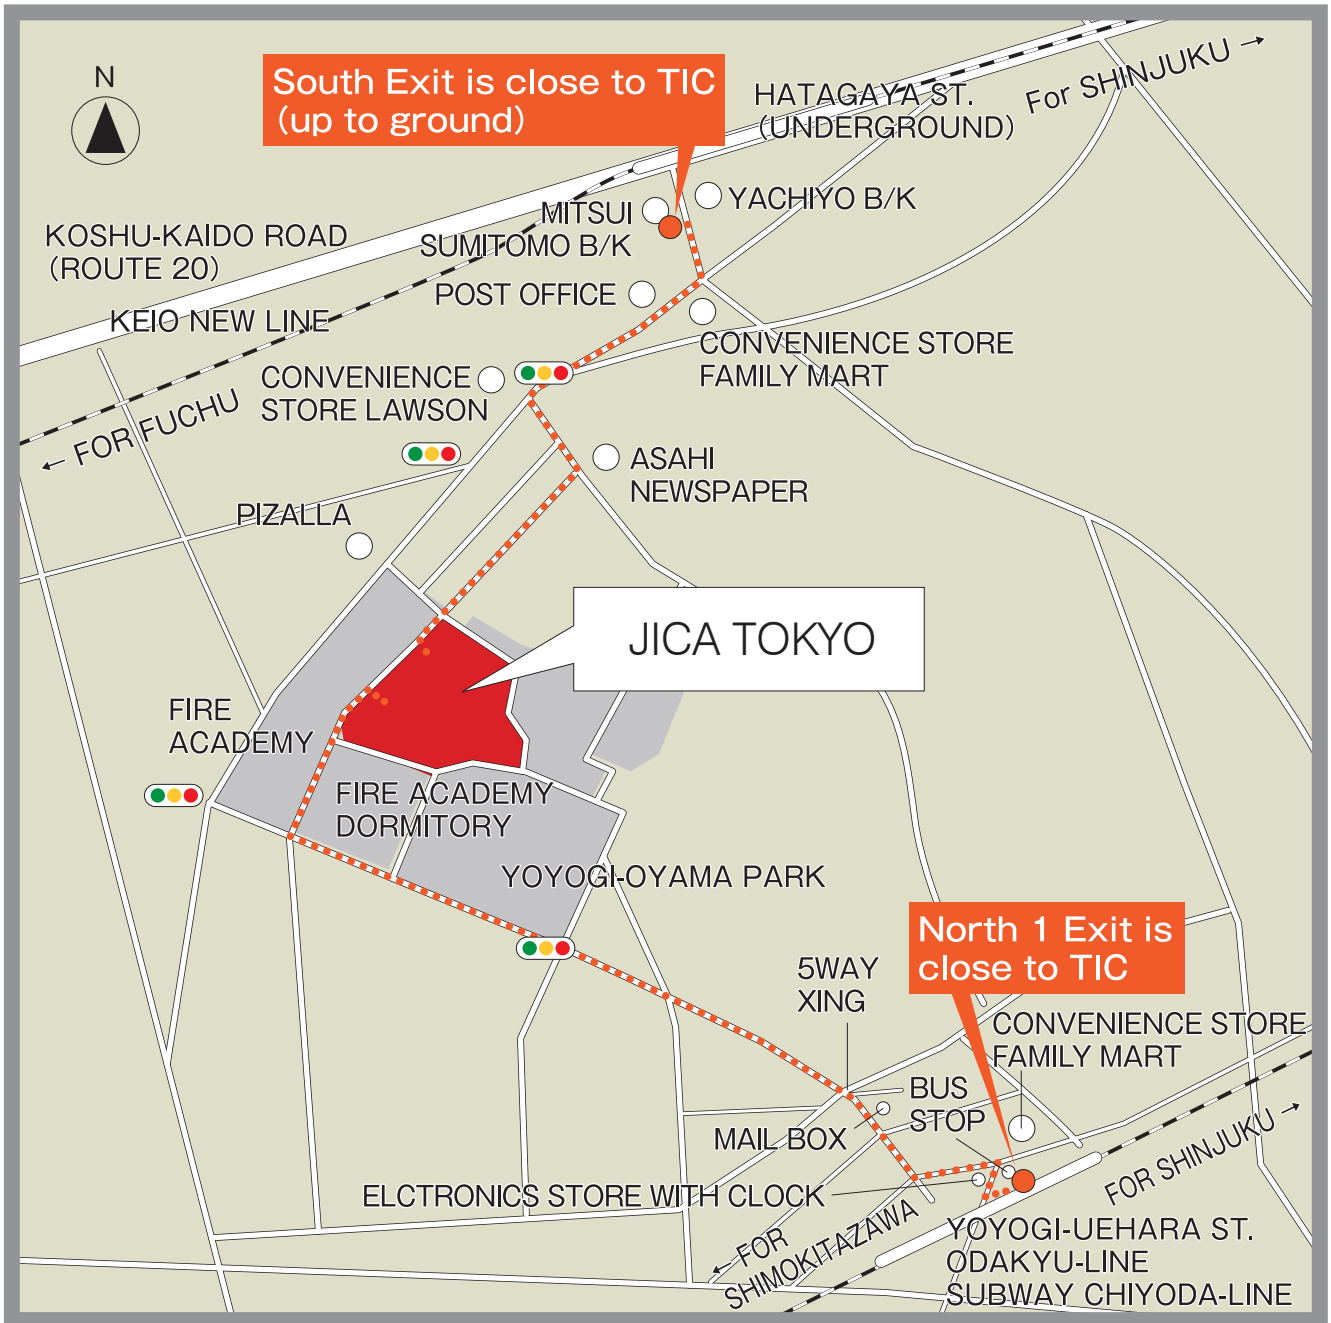 N
South Exit is close to TIC
(up to ground)
HATAGAYA ST.
(UNDERGROUND)
For SHINJUKU →
YACHIYO B/K
MITSUI
SUMITOMO B/K
KOSHU-KAIDO ROAD
(ROUTE 20)
POST OFFICE
KEIO NEW LINE
CONVENIENCE STORE
FAMILY MART
CONVENIENCE
STORE LAWSON
← FOR FUCHU
ASAHI
NEWSPAPER
PIZALLA
JICA TOKYO
FIRE
ACADEMY
FIRE ACADEMY
DORMITORY
YOYOGI-OYAMA PARK
North 1 Exit is
close to TIC
5WAY
XING
CONVENIENCE STORE
FAMILY MART
BUS
STOP
MAIL BOX
FOR SHINJUKU →
ELCTRONICS STORE WITH CLOCK
← FOR
SHIMOKITAZAWA
YOYOGI-UEHARA ST.
ODAKYU-LINE
SUBWAY CHIYODA-LINE